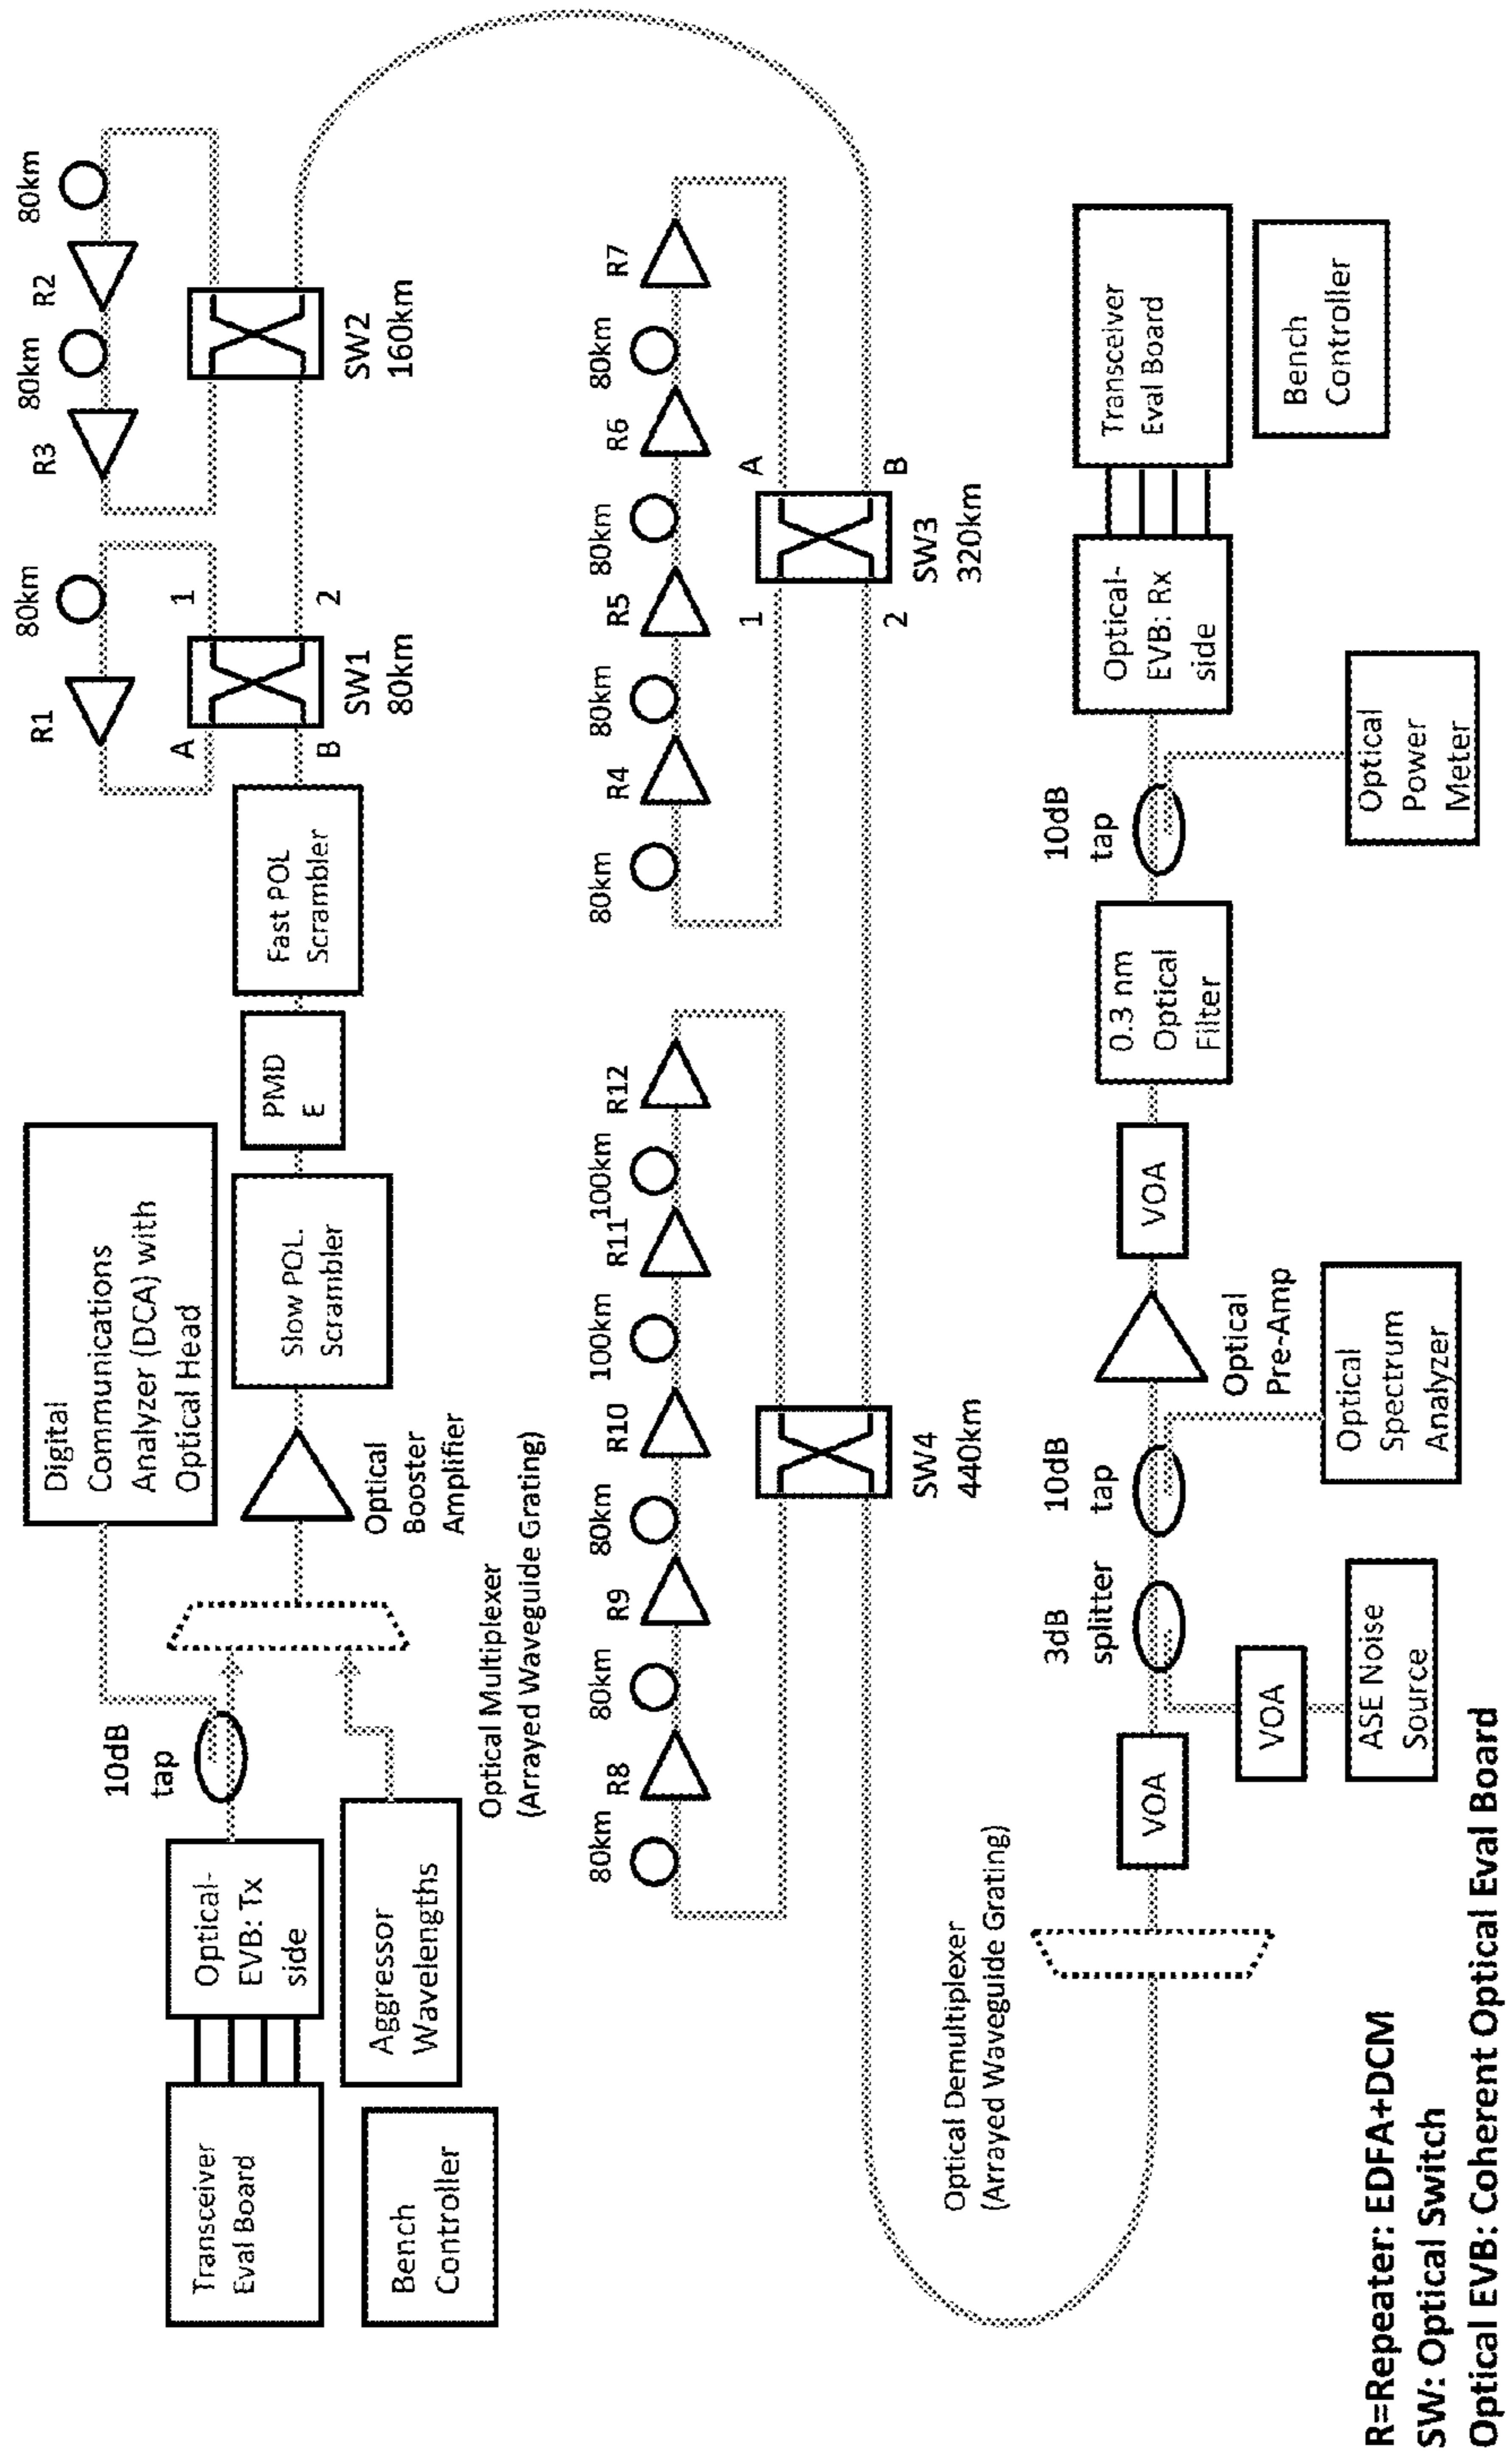 Transceiver
Eval Board
Bench
Controller
Optical-
EVB: Tx
side
Aggressor
Wavelengths
10dB
tap
Digital
Communications
Analyzer (DCA) with
Optical Head
Optical Multiplexer
(Arrayed Waveguide Grating)
Optical
Booster
Amplifier
Slow POL.
Scrambler
PMD
E
Fast POL
Scrambler
R1
80km
A
1
B
2
SW1
80km
R3
80km
R2
80km
SW2
160km
80km
R8
80km
R9
80km
R10
100km
R11
100km
R12
SW4
440km
80km
R4
80km
R5
80km
R6
80km
R7
1
A
2
B
SW3
320km
Optical Demultiplexer
(Arrayed Waveguide Grating)
VOA
3dB
splitter
VOA
ASE Noise
Source
10dB
tap
Optical
Spectrum
Analyzer
Optical
Pre-Amp
VOA
0.3 nm
Optical
Filter
10dB
tap
Optical
Power
Meter
Optical-
EVB: Rx
side
Transceiver
Eval Board
Bench
Controller
R=Repeater: EDFA+DCM
SW: Optical Switch
Optical EVB: Coherent Optical Eval Board